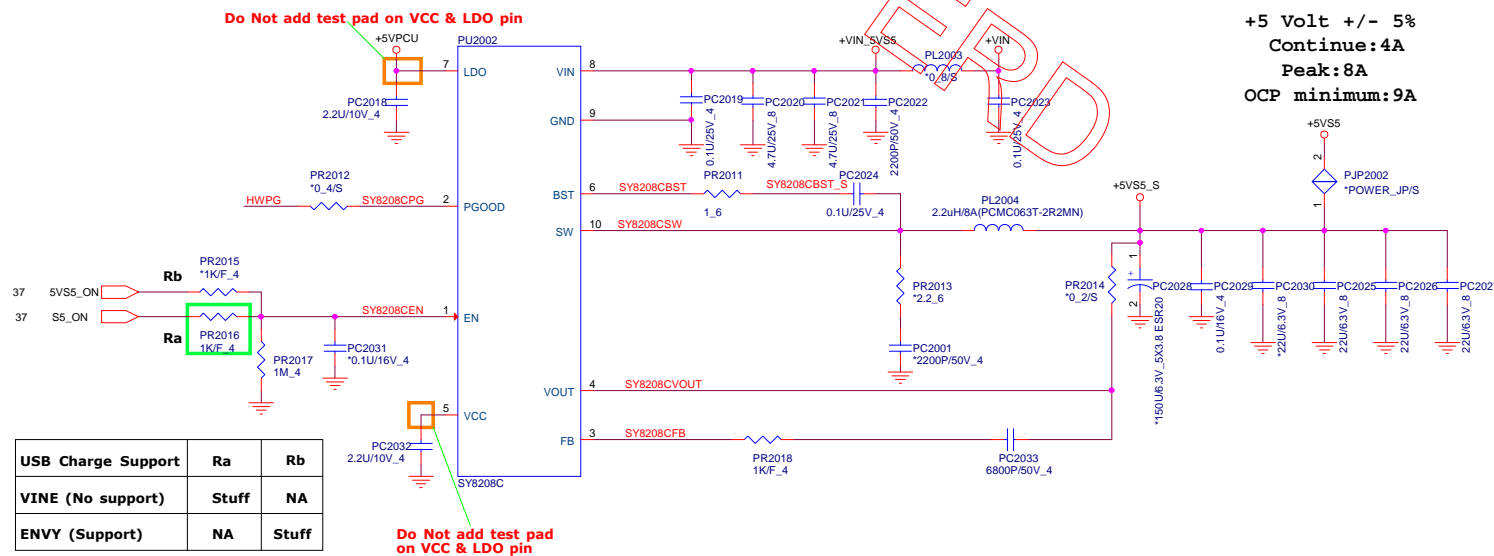 Do Not add test pad on VCC & LDO pin
+5VPCU
PU2002
7
LDO
PC2018
2.2U/10V_4
VIN
8
GND
9
+VIN_5VS5
PL2003
*0_8/S
+VIN
PC2019
0.1U/25V_4
PC2020
4.7U/25V_8
PC2021
4.7U/25V_8
PC2022
2200P/50V_4
PC2023
0.1U/25V_4
+5 Volt +/- 5%
Continue:4A
Peak:8A
OCP minimum:9A
+5VS5
2
PJP2002
*POWER_JP/S
1
PR2012
*0_4/S
HWPG
SY8208CPG
2
PGOOD
BST
6
SY8208CBST
PR2011
1_6
SY8208CBST_S
PC2024
0.1U/25V_4
SW
10
SY8208CSW
PL2004
2.2uH/8A(PCMC063T-2R2MN)
+5VS5_S
PR2013
*2.2_6
PC2001
*2200P/50V_4
PR2014
*0_2/S
+
1
2
PC2028
*150U/6.3V_5X3.8 ESR20
PC2029
0.1U/16V_4
PC2030
*22U/6.3V_8
PC2025
22U/6.3V_8
PC2026
22U/6.3V_8
PC202
22U/6.3V_8
Rb
PR2015
*1K/F_4
37
5VS5_ON
37
S5_ON
Ra
PR2016
1K/F_4
PR2017
1M_4
SY8208CEN
1
EN
PC2031
*0.1U/16V_4
VOUT
4
SY8208CVOUT
5
VCC
PC2032
2.2U/10V_4
FB
3
SY8208CFB
PR2018
1K/F_4
PC2033
6800P/50V_4
SY8208C
USB Charge Support Ra Rb
VINE (No support) Stuff NA
ENVY (Support) NA Stuff
Do Not add test pad
on VCC & LDO pin